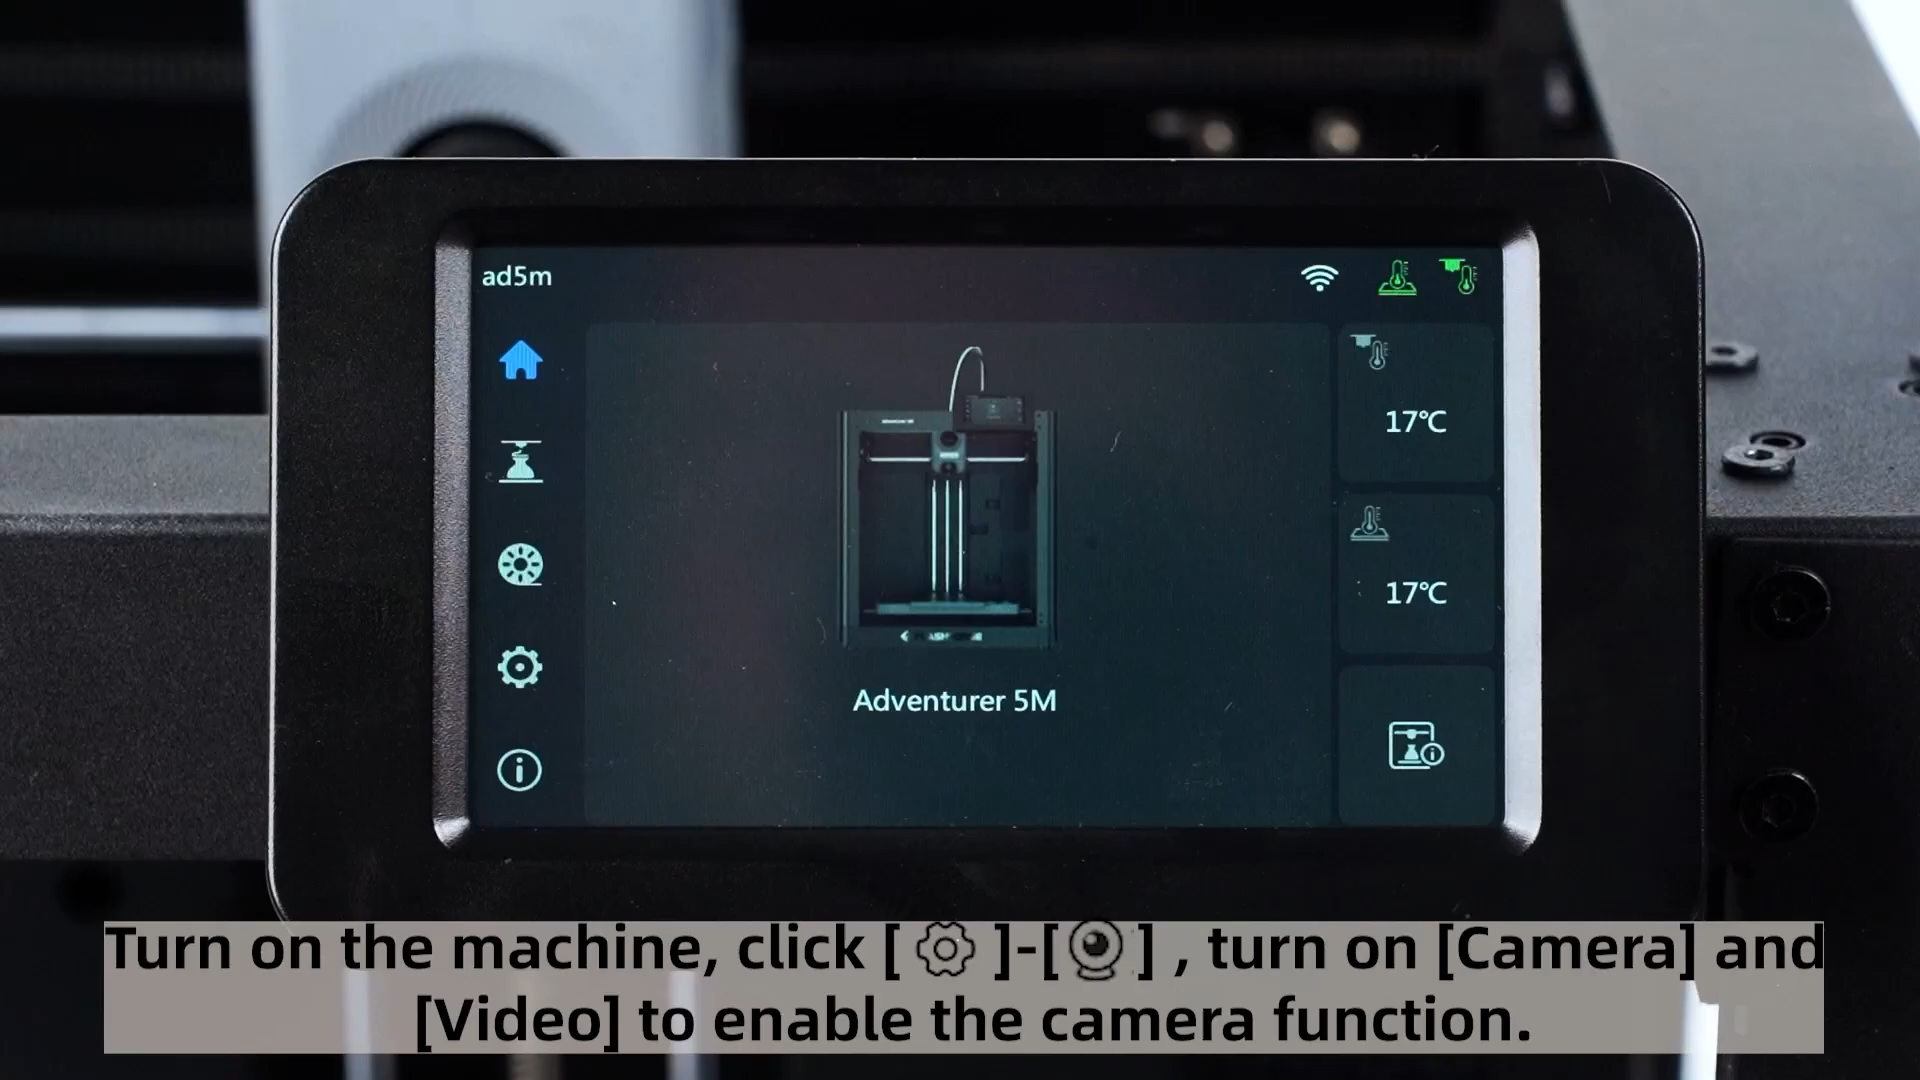 ad5m
17°C
17°C
Adventurer 5M
Turn on the machine, click [ ]-[ ] , turn on [Camera] and
[Video] to enable the camera function.